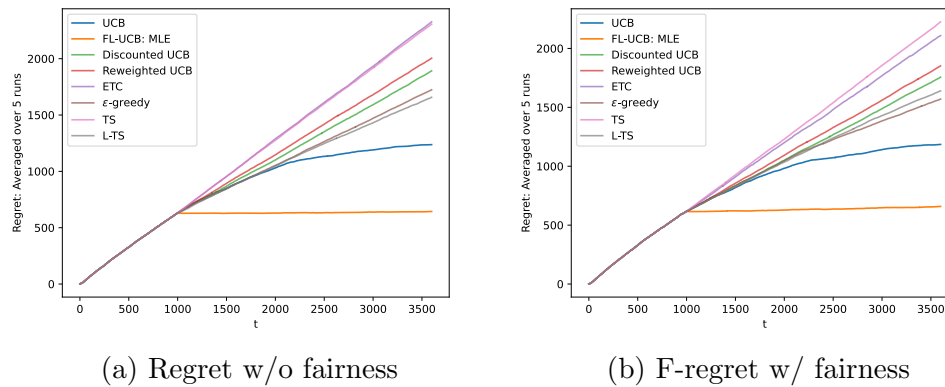 UCB
FL-UCB: MLE
Discounted UCB
Reweighted UCB
ETC
ε-greedy
TS
L-TS
Regret: Averaged over 5 runs
2000
1500
1000
500
0
0 500 1000 1500 2000 2500 3000 3500
t
(a) Regret w/o fairness
UCB
FL-UCB: MLE
Discounted UCB
Reweighted UCB
ETC
ε-greedy
TS
L-TS
Regret: Averaged over 5 runs
2000
1500
1000
500
0
0 500 1000 1500 2000 2500 3000 3500
t
(b) F-regret w/ fairness